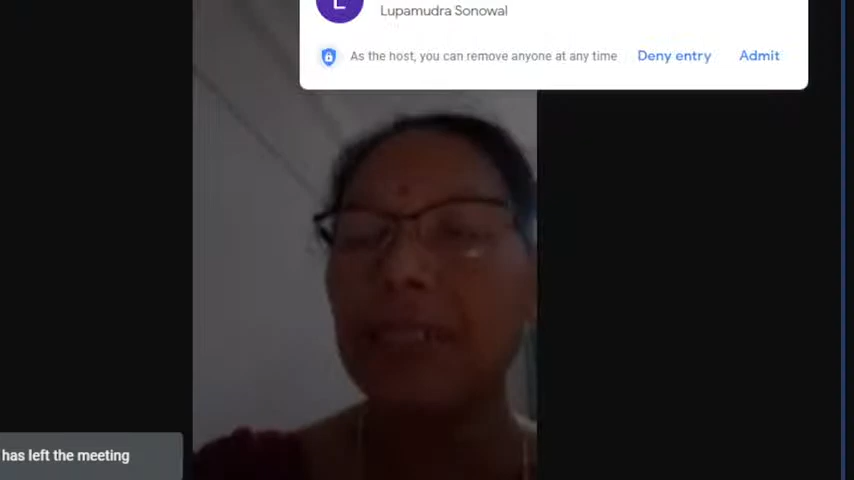 L
Lupamudra Sonowal
As the host, you can remove anyone at any time Deny entry Admit
has left the meeting